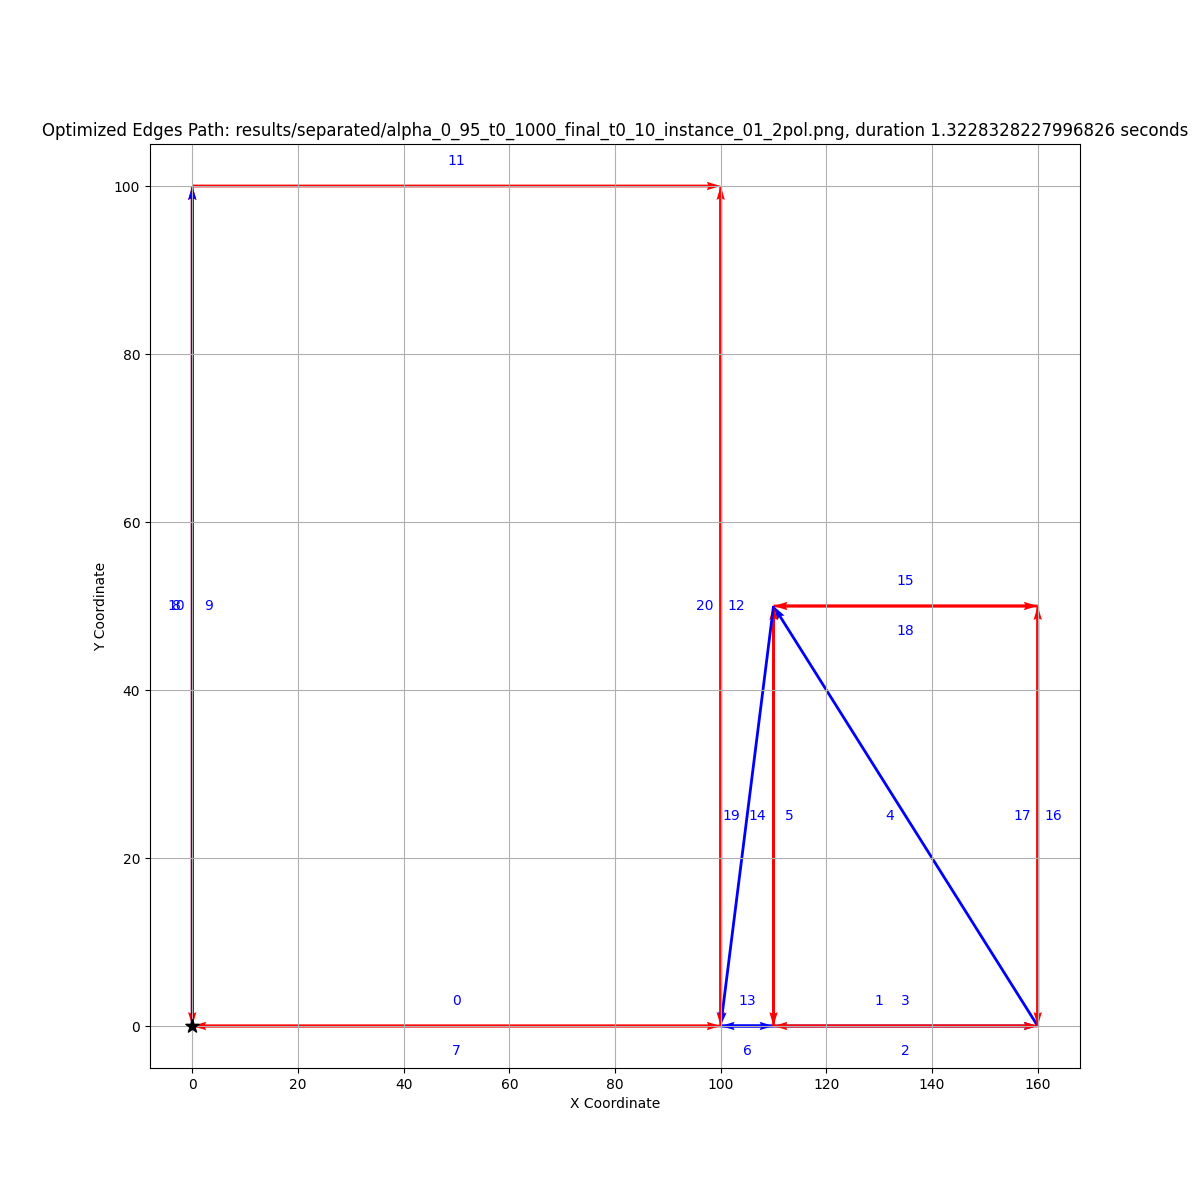 Optimized Edges Path: results/separated/alpha_0_95_t0_1000_final_t0_10_instance_01_2pol.png, duration 1.3228328227996826 seconds
11
100
80
60
15
10 8 9 20 12
18
Y Coordinate
40
19 14 5 4 17 16
20
0 13 1 3
0
7 6 2
0 20 40 60 80 100 120 140 160
X Coordinate